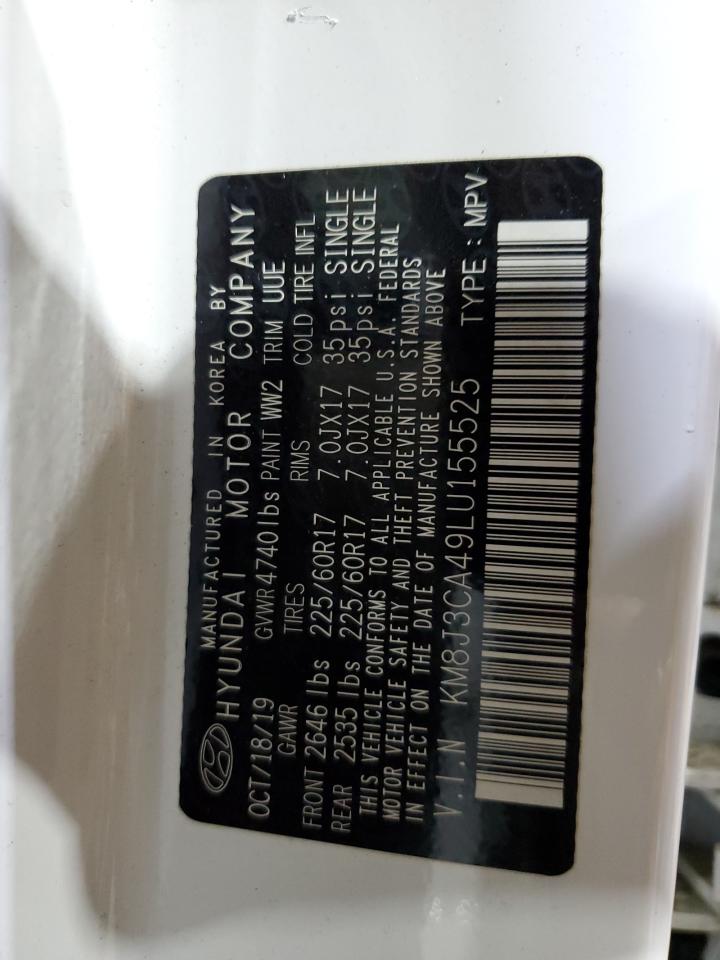 MANUFACTURED IN KOREA BY
HYUNDAI MOTOR COMPANY
OCT/18/19 GVWR4740lbs PAINT WW2 TRIM UUE
GAWR TIRES RIMS COLD TIRE INFL
FRONT 2646 lbs 225/60R17 7.0JX17 35psi SINGLE
REAR 2535 lbs 225/60R17 7.0JX17 35psi SINGLE
THIS VEHICLE CONFORMS TO ALL APPLICABLE U.S.A. FEDERAL
MOTOR VEHICLE SAFETY AND THEFT PREVENTION STANDARDS
IN EFFECT ON THE DATE OF MANUFACTURE SHOWN ABOVE
V.I.N KM8J3CA49LU155525 TYPE : MPV